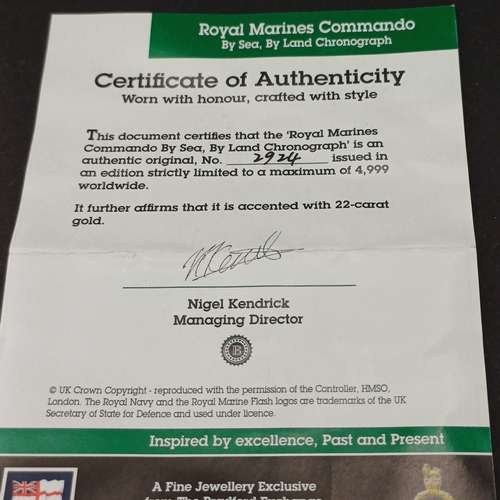 Royal Marines Commando
By Sea, By Land Chronograph
Certificate of Authenticity
Worn with honour, crafted with style
This document certifies that the ‘Royal Marines
Commando By Sea, By Land Chronograph’ is an
authentic original, No. 2924 issued in
an edition strictly limited to a maximum of 4,999
worldwide.
It further affirms that it is accented with 22-carat
gold.
Nigel Kendrick
Managing Director
B
© UK Crown Copyright - reproduced with the permission of the Controller, HMSO,
London. The Royal Navy and the Royal Marine Flash logos are trademarks of the UK
Secretary of State for Defence and used under licence.
Inspired by excellence, Past and Present
A Fine Jewellery Exclusive
from The Bradford Exchange